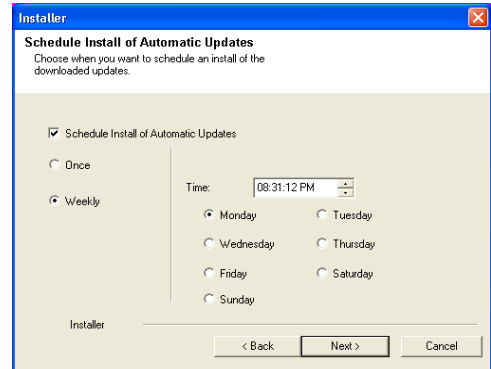 Installer
Schedule Install of Automatic Updates
Choose when you want to schedule an install of the
downloaded updates.
Schedule Install of Automatic Updates
Once
Weekly
Time: 08:31:12 PM
Monday Tuesday
Wednesday Thursday
Friday Saturday
Sunday
Installer
< Back Next > Cancel